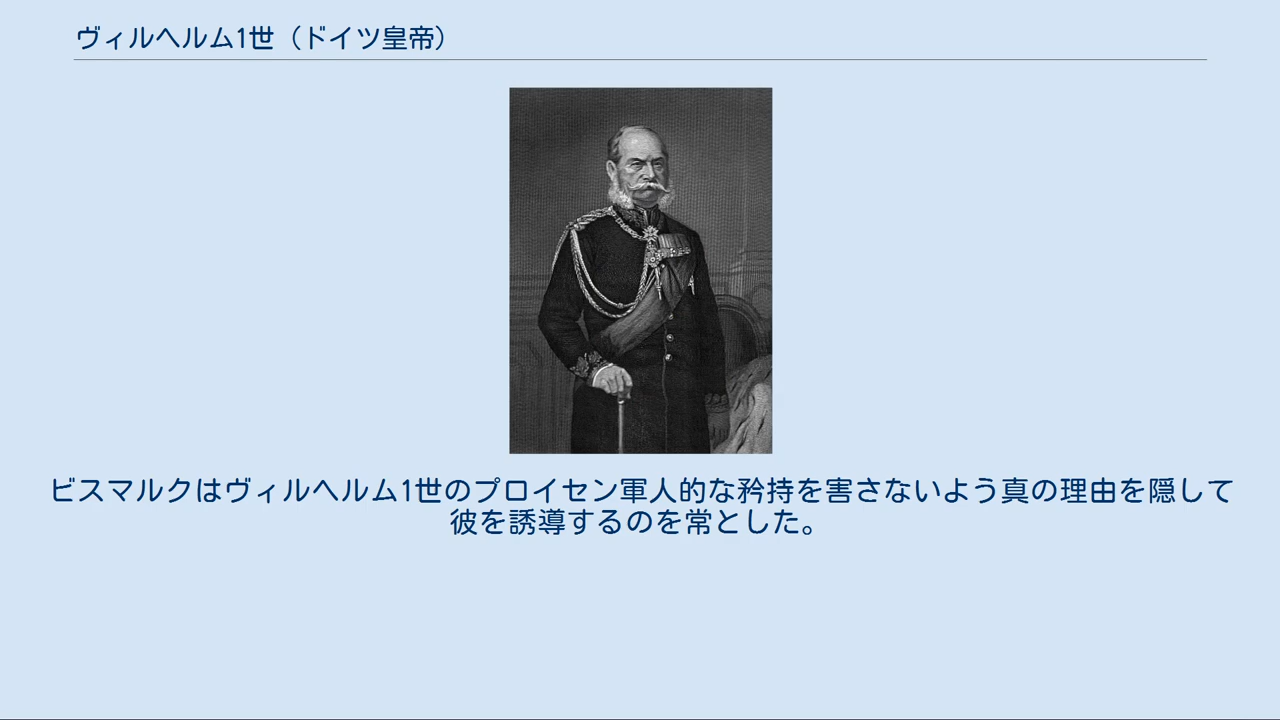 ヴィルヘルム1世（ドイツ皇帝）
ビスマルクはヴィルヘルム1世のプロイセン軍人的な矜持を害さないよう真の理由を隠して
彼を誘導するのを常とした。